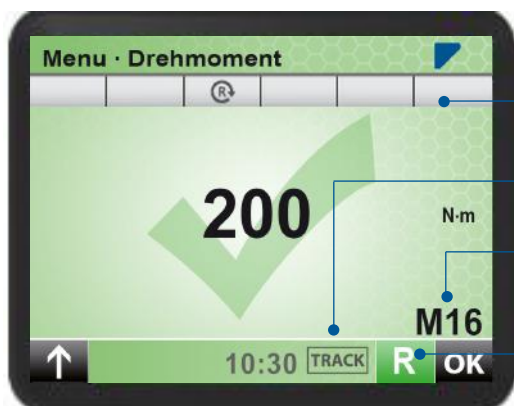 Menu · Drehmoment
R
200
N·m
M16
↑ 10:30 TRACK R OK